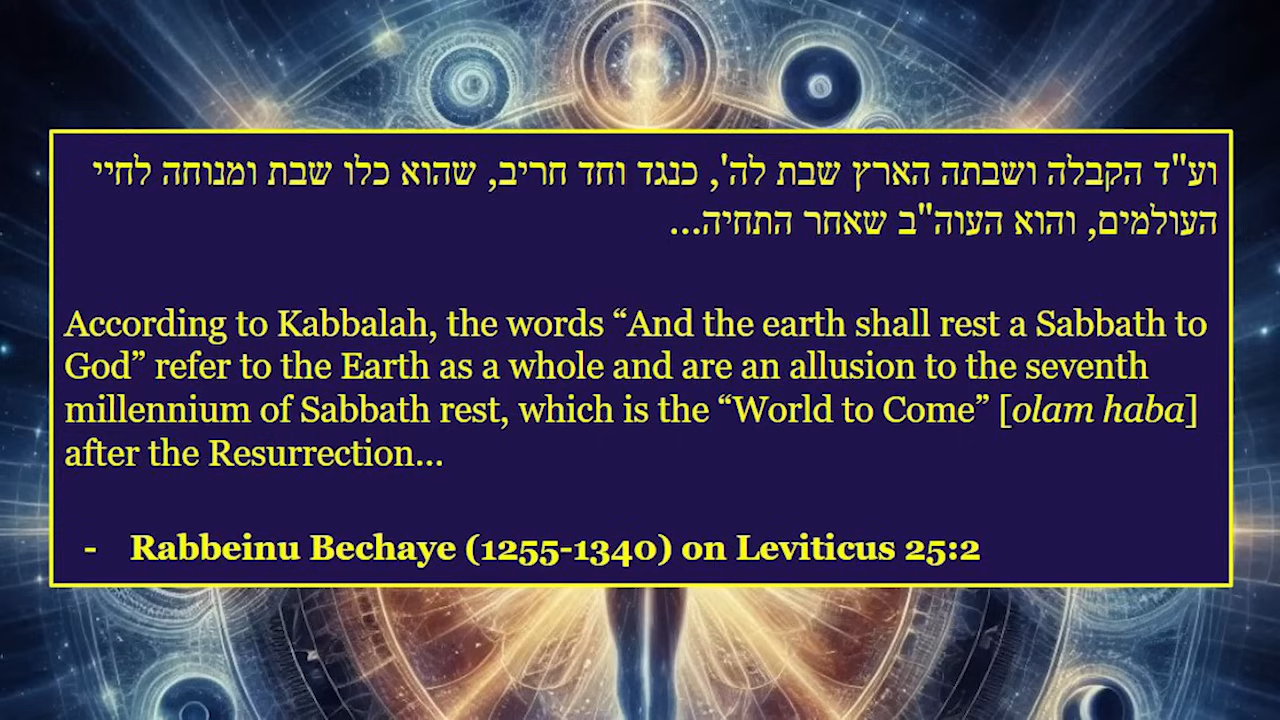 וע"ד הקבלה ושבתה הארץ שבת לה', כנגד וחד חריב, שהוא כלו שבת ומנוחה לחיי
העולמים, והוא העוה"ב שאחר התחיה...
According to Kabbalah, the words “And the earth shall rest a Sabbath to
God” refer to the Earth as a whole and are an allusion to the seventh
millennium of Sabbath rest, which is the “World to Come” [olam haba]
after the Resurrection...
- Rabbeinu Bechaye (1255-1340) on Leviticus 25:2